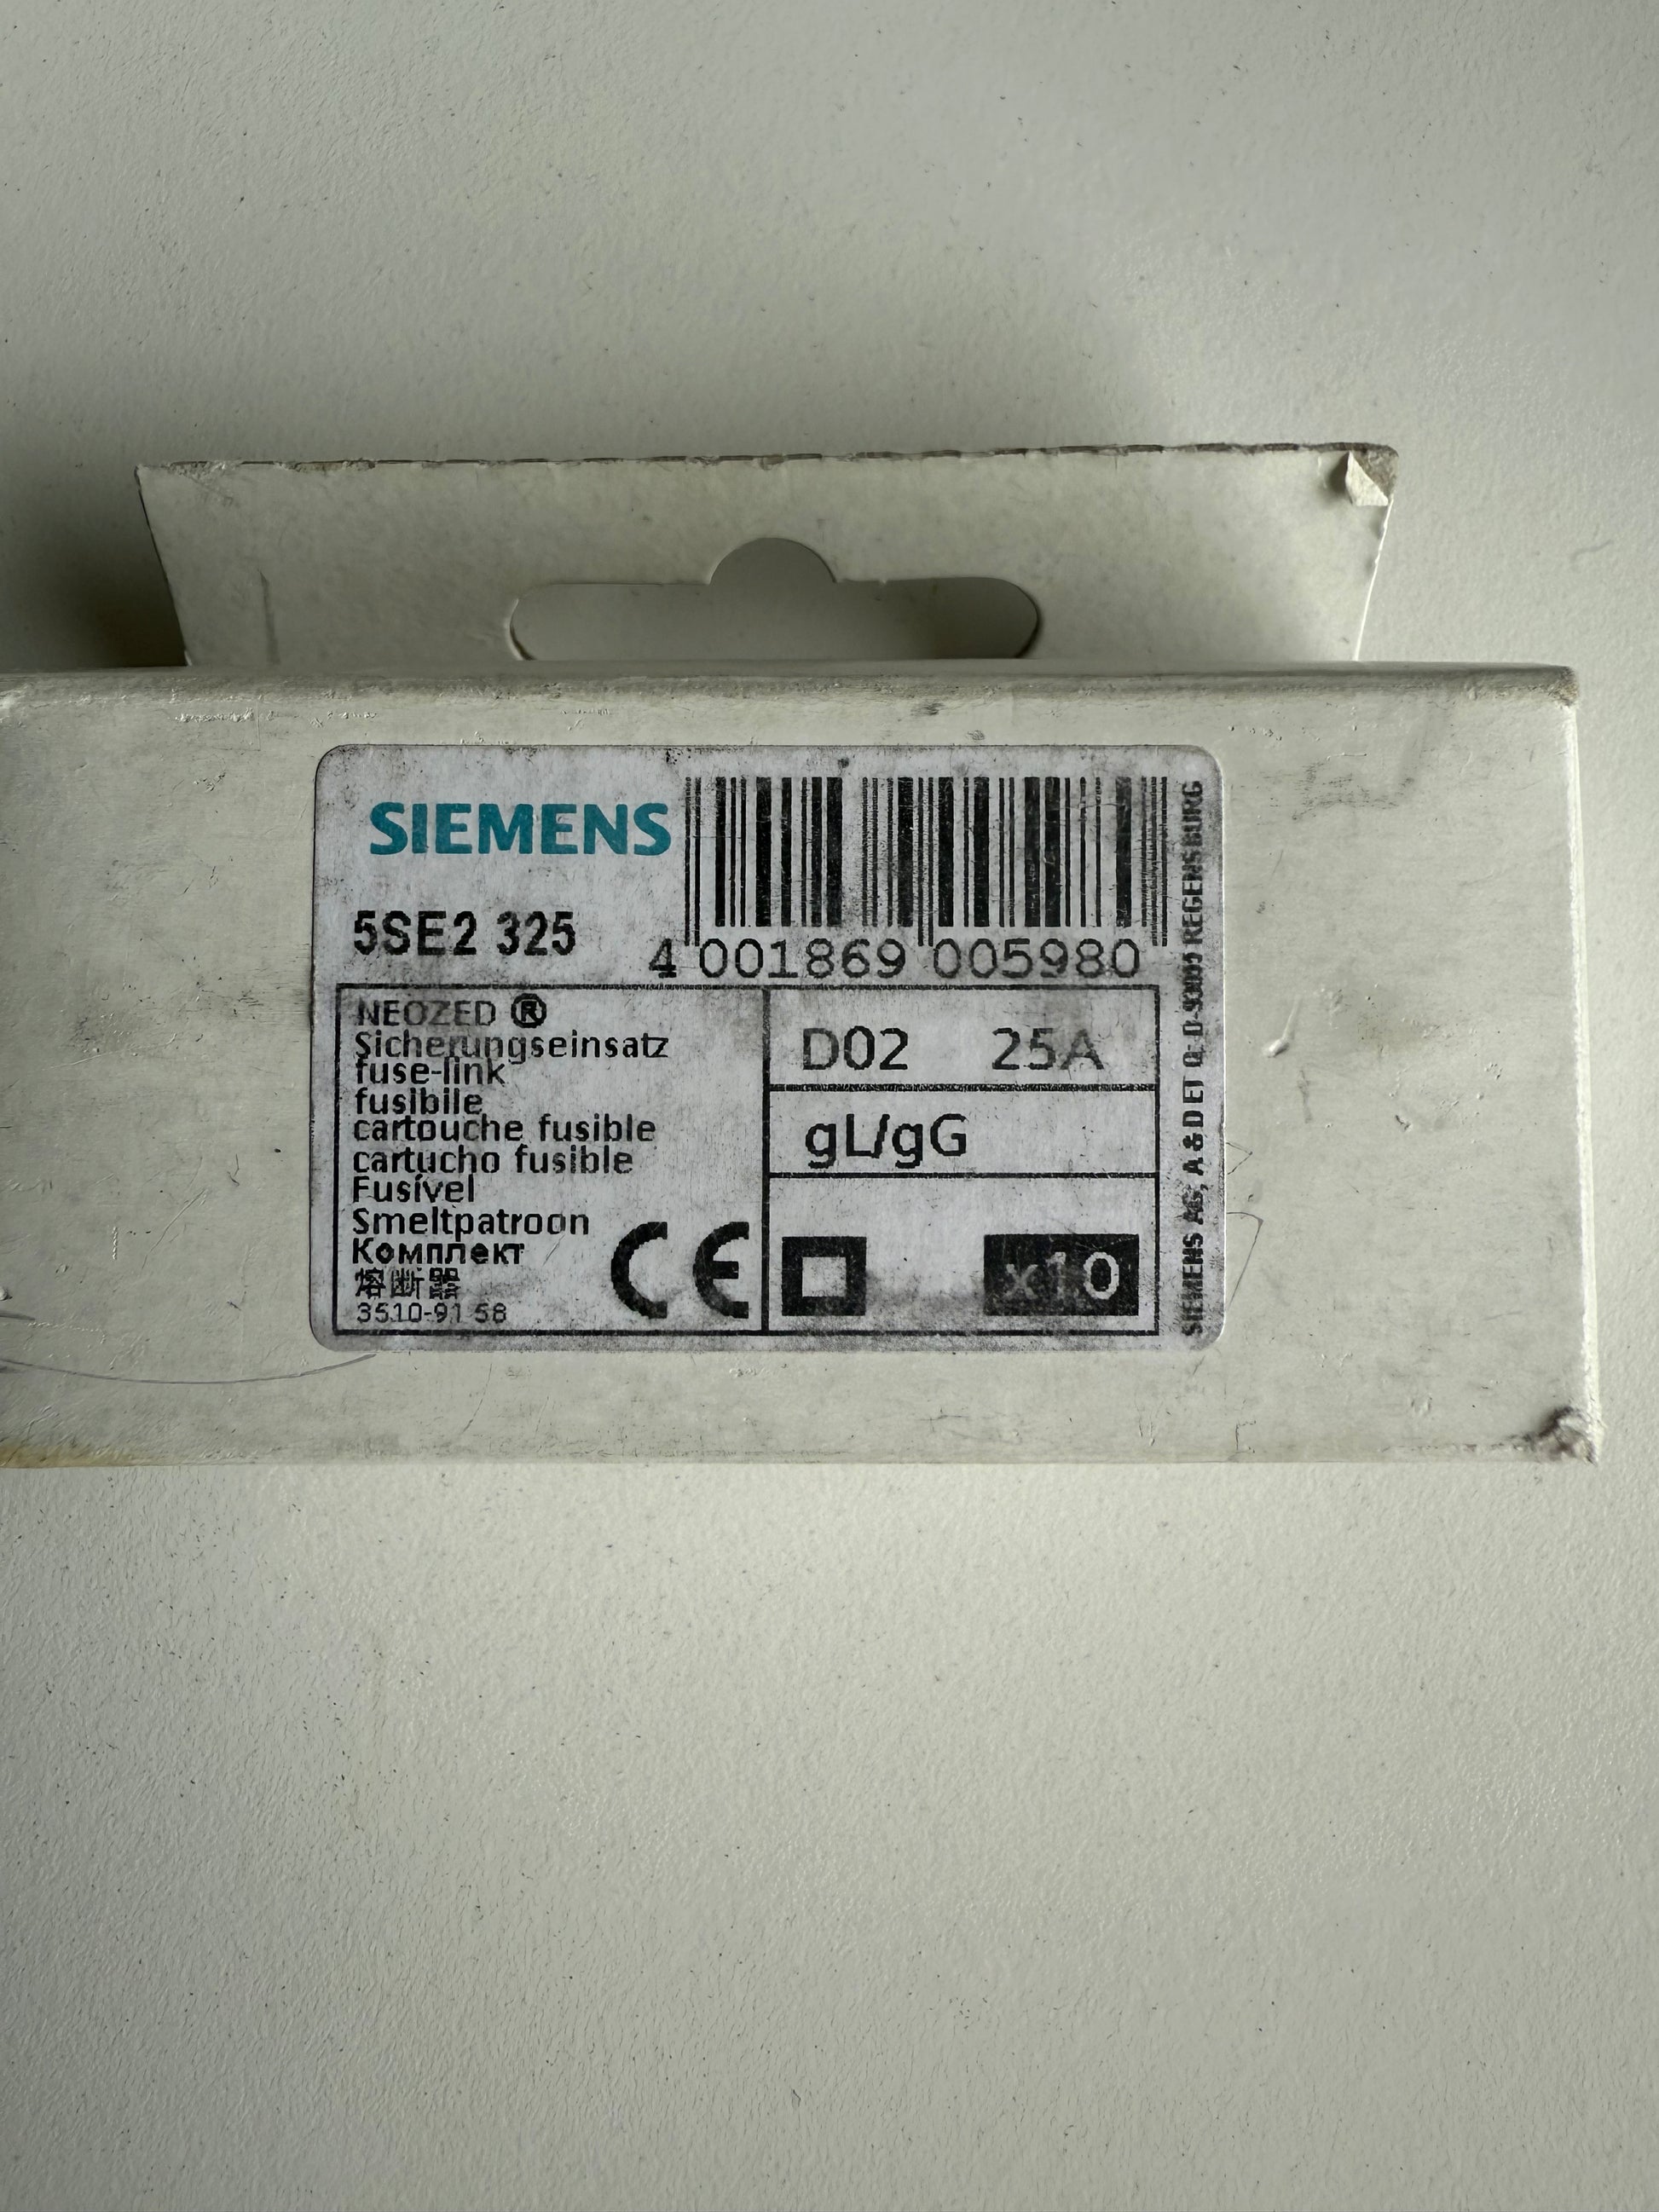 SIEMENS
5SE2 325
4 001869 005980
NEOZED ®
Sicherungseinsatz
fuse-link
fusibile
cartouche fusible
cartucho fusible
Fusível
Smeltpatroon
Комплект
熔断器
3510-91 58
CE
D02 25A
gL/gG
x10
SIEMENS AG, A&D ET Q; D-93005 REGENSBURG